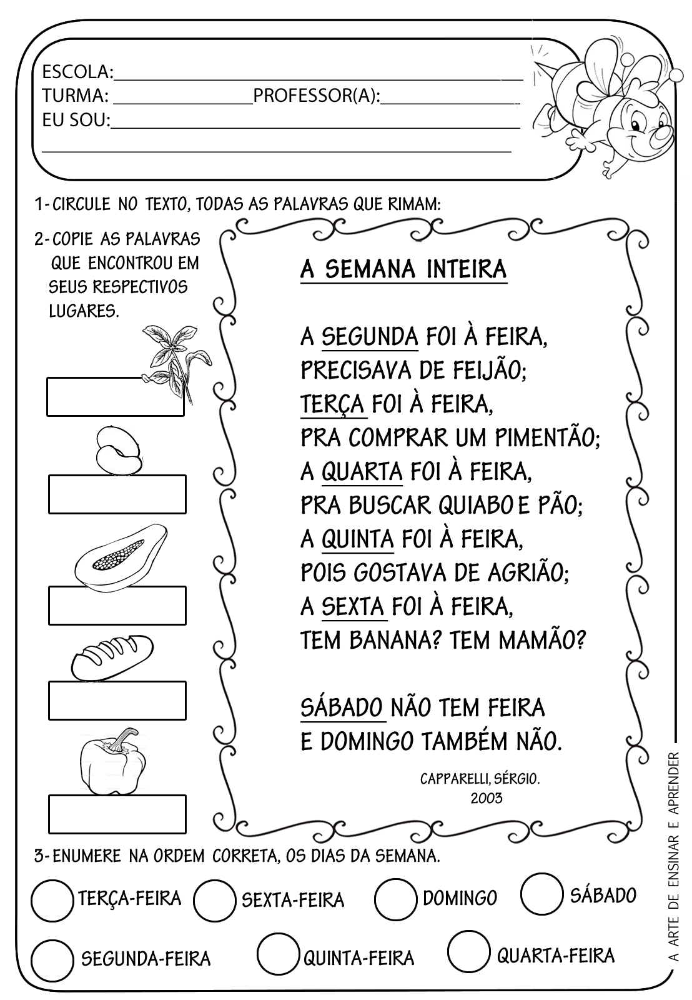 ESCOLA:
TURMA: PROFESSOR(A):
EU SOU:
1- CIRCULE NO TEXTO, TODAS AS PALAVRAS QUE RIMAM:
2- COPIE AS PALAVRAS
QUE ENCONTROU EM
SEUS RESPECTIVOS
LUGARES.
A SEMANA INTEIRA
A SEGUNDA FOI À FEIRA,
PRECISAVA DE FEIJÃO;
TERÇA FOI À FEIRA,
PRA COMPRAR UM PIMENTÃO;
A QUARTA FOI À FEIRA,
PRA BUSCAR QUIABO E PÃO;
A QUINTA FOI À FEIRA,
POIS GOSTAVA DE AGRIÃO;
A SEXTA FOI À FEIRA,
TEM BANANA? TEM MAMÃO?
SÁBADO NÃO TEM FEIRA
E DOMINGO TAMBÉM NÃO.
CAPPARELLI, SÉRGIO.
2003
3- ENUMERE NA ORDEM CORRETA, OS DIAS DA SEMANA.
TERÇA-FEIRA SEXTA-FEIRA DOMINGO SÁBADO
SEGUNDA-FEIRA QUINTA-FEIRA QUARTA-FEIRA
A ARTE DE ENSINAR E APRENDER